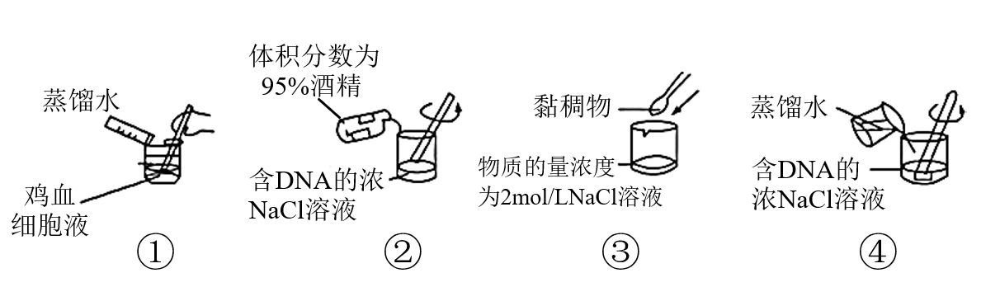 蒸馏水
鸡血
细胞液
①
体积分数为
95%酒精
含DNA的浓
NaCl溶液
②
黏稠物
物质的量浓度
为2mol/LNaCl溶液
③
蒸馏水
含DNA的
浓NaCl溶液
④